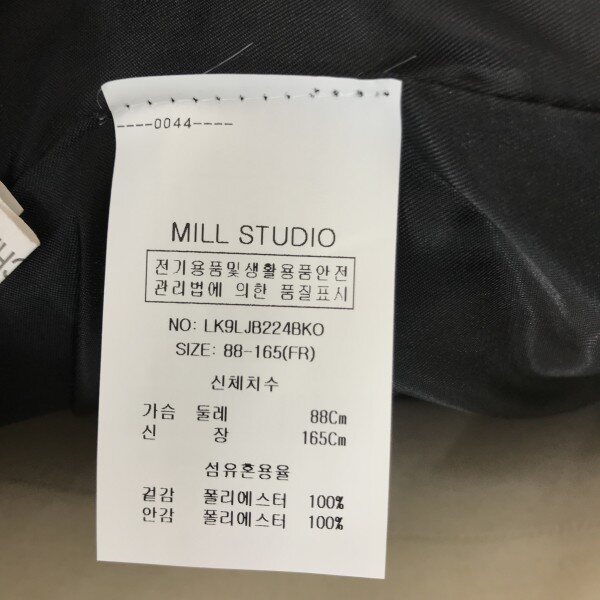 ----0044----
MILL STUDIO
전기용품및생활용품안전
관리법에 의한 품질표시
NO: LK9LJB224BKO
SIZE: 88-165(FR)
신체치수
가슴 둘레 88Cm
신 장 165Cm
섬유혼용율
겉감 폴리에스터 100%
안감 폴리에스터 100%